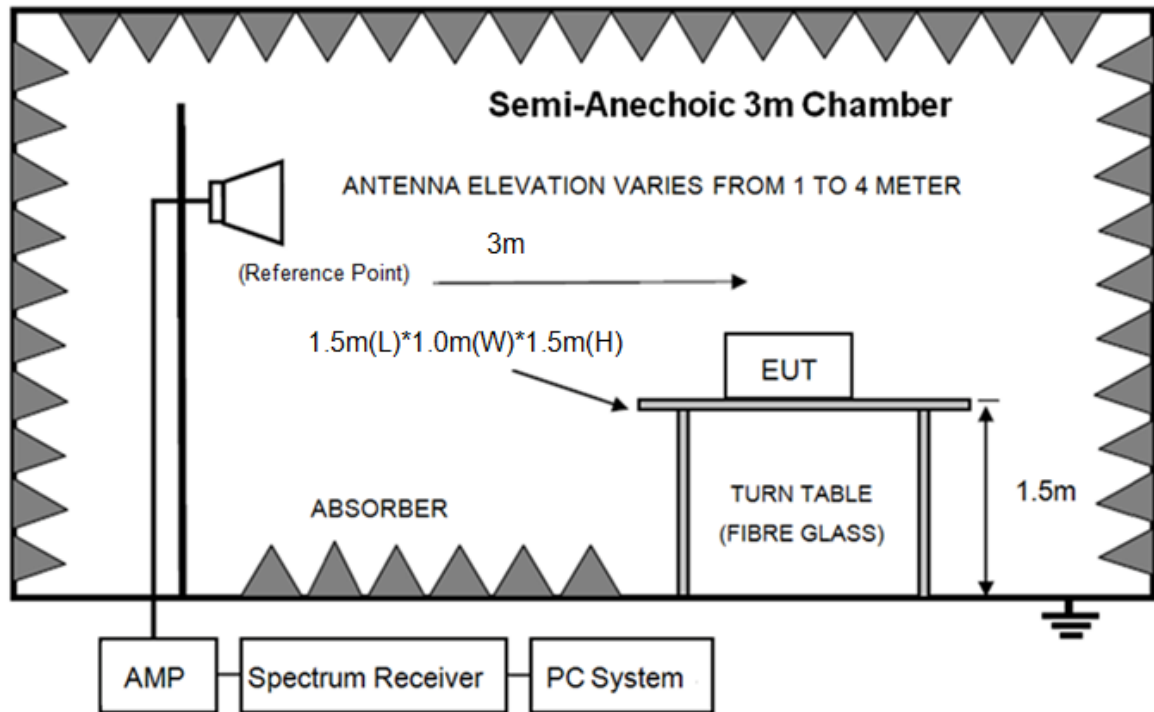 Semi-Anechoic 3m Chamber
ANTENNA ELEVATION VARIES FROM 1 TO 4 METER
3m
(Reference Point)
1.5m(L)*1.0m(W)*1.5m(H)
EUT
ABSORBER
TURN TABLE
(FIBRE GLASS)
1.5m
AMP
Spectrum Receiver
PC System